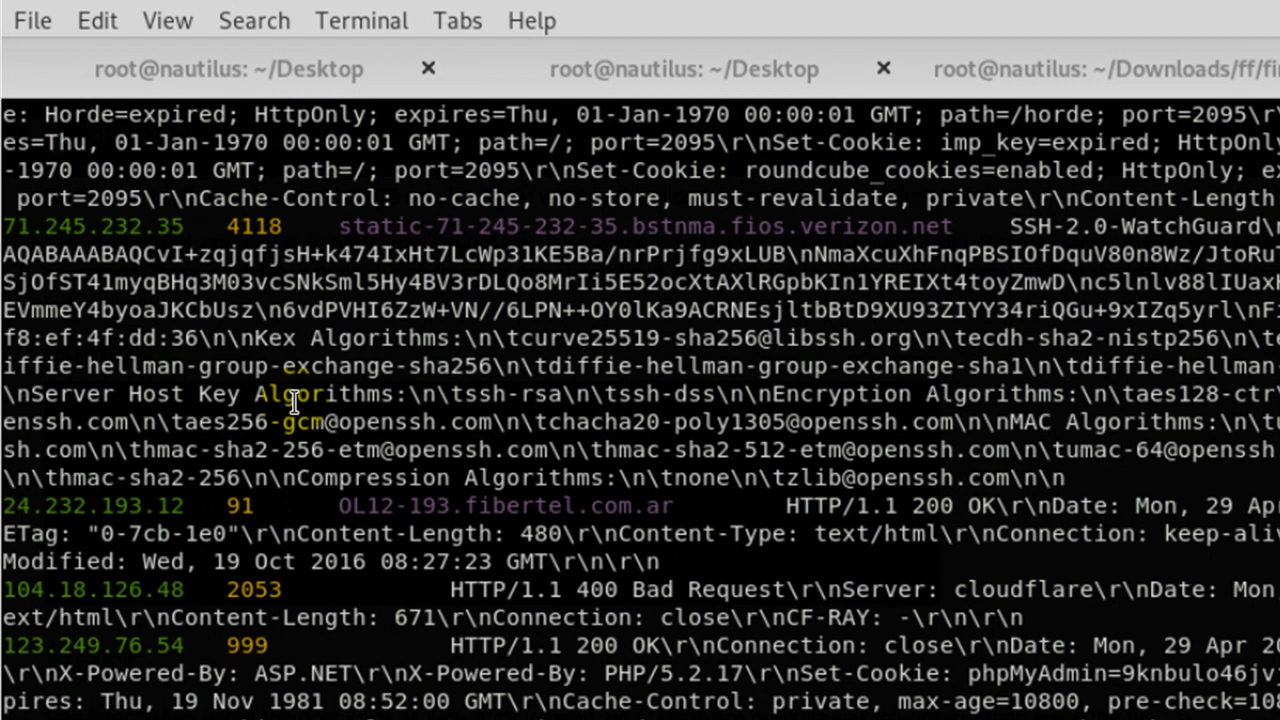 File Edit View Search Terminal Tabs Help
root@nautilus: ~/Desktop × root@nautilus: ~/Desktop × root@nautilus: ~/Downloads/ff/fi
e: Horde=expired; HttpOnly; expires=Thu, 01-Jan-1970 00:00:01 GMT; path=/horde; port=2095\r\
es=Thu, 01-Jan-1970 00:00:01 GMT; path=/; port=2095\r\nSet-Cookie: imp_key=expired; HttpOnly
-1970 00:00:01 GMT; path=/; port=2095\r\nSet-Cookie: roundcube_cookies=enabled; HttpOnly; ex
port=2095\r\nCache-Control: no-cache, no-store, must-revalidate, private\r\nContent-Length
71.245.232.35 4118 static-71-245-232-35.bstnma.fios.verizon.net SSH-2.0-WatchGuard\n
AQABAAABAQCvI+zqjqfjsH+k474IxHt7LcWp31KE5Ba/nrPrjfg9xLUB\nNmaXcuXhFnqPBSIOfDquV80n8Wz/JtoRu
SjOfST41myqBHq3M03vcSNkSml5Hy4BV3rDLQo8MrIi5E52ocXtAXlRGpbKIn1YREIXt4toyZmwD\nc5lnlv88lIUax
EVmmeY4byoaJKCbUsz\n6vdPVHI6ZzW+VN//6LPN++OY0lKa9ACRNEsjltbBtD9XU93ZIYY34riQGu+9xIZq5yrl\nF
f8:ef:4f:dd:36\n\nKex Algorithms:\n\tcurve25519-sha256@libssh.org\n\tecdh-sha2-nistp256\n\te
iffie-hellman-group-exchange-sha256\n\tdiffie-hellman-group-exchange-sha1\n\tdiffie-hellman-
\nServer Host Key Algorithms:\n\tssh-rsa\n\tssh-dss\n\nEncryption Algorithms:\n\taes128-ctr
enssh.com\n\taes256-gcm@openssh.com\n\tchacha20-poly1305@openssh.com\n\nMAC Algorithms:\n\t
sh.com\n\thmac-sha2-256-etm@openssh.com\n\thmac-sha2-512-etm@openssh.com\n\tumac-64@openssh
\n\thmac-sha2-256\n\nCompression Algorithms:\n\tnone\n\tzlib@openssh.com\n\n
24.232.193.12 91 OL12-193.fibertel.com.ar HTTP/1.1 200 OK\r\nDate: Mon, 29 Ap
ETag: "0-7cb-1e0"\r\nContent-Length: 480\r\nContent-Type: text/html\r\nConnection: keep-ali
Modified: Wed, 19 Oct 2016 08:27:23 GMT\r\n\r\n
104.18.126.48 2053 HTTP/1.1 400 Bad Request\r\nServer: cloudflare\r\nDate: Mon
ext/html\r\nContent-Length: 671\r\nConnection: close\r\nCF-RAY: -\r\n\r\n
123.249.76.54 999 HTTP/1.1 200 OK\r\nConnection: close\r\nDate: Mon, 29 Apr 20
\r\nX-Powered-By: ASP.NET\r\nX-Powered-By: PHP/5.2.17\r\nSet-Cookie: phpMyAdmin=9knbulo46jv
pires: Thu, 19 Nov 1981 08:52:00 GMT\r\nCache-Control: private, max-age=10800, pre-check=10